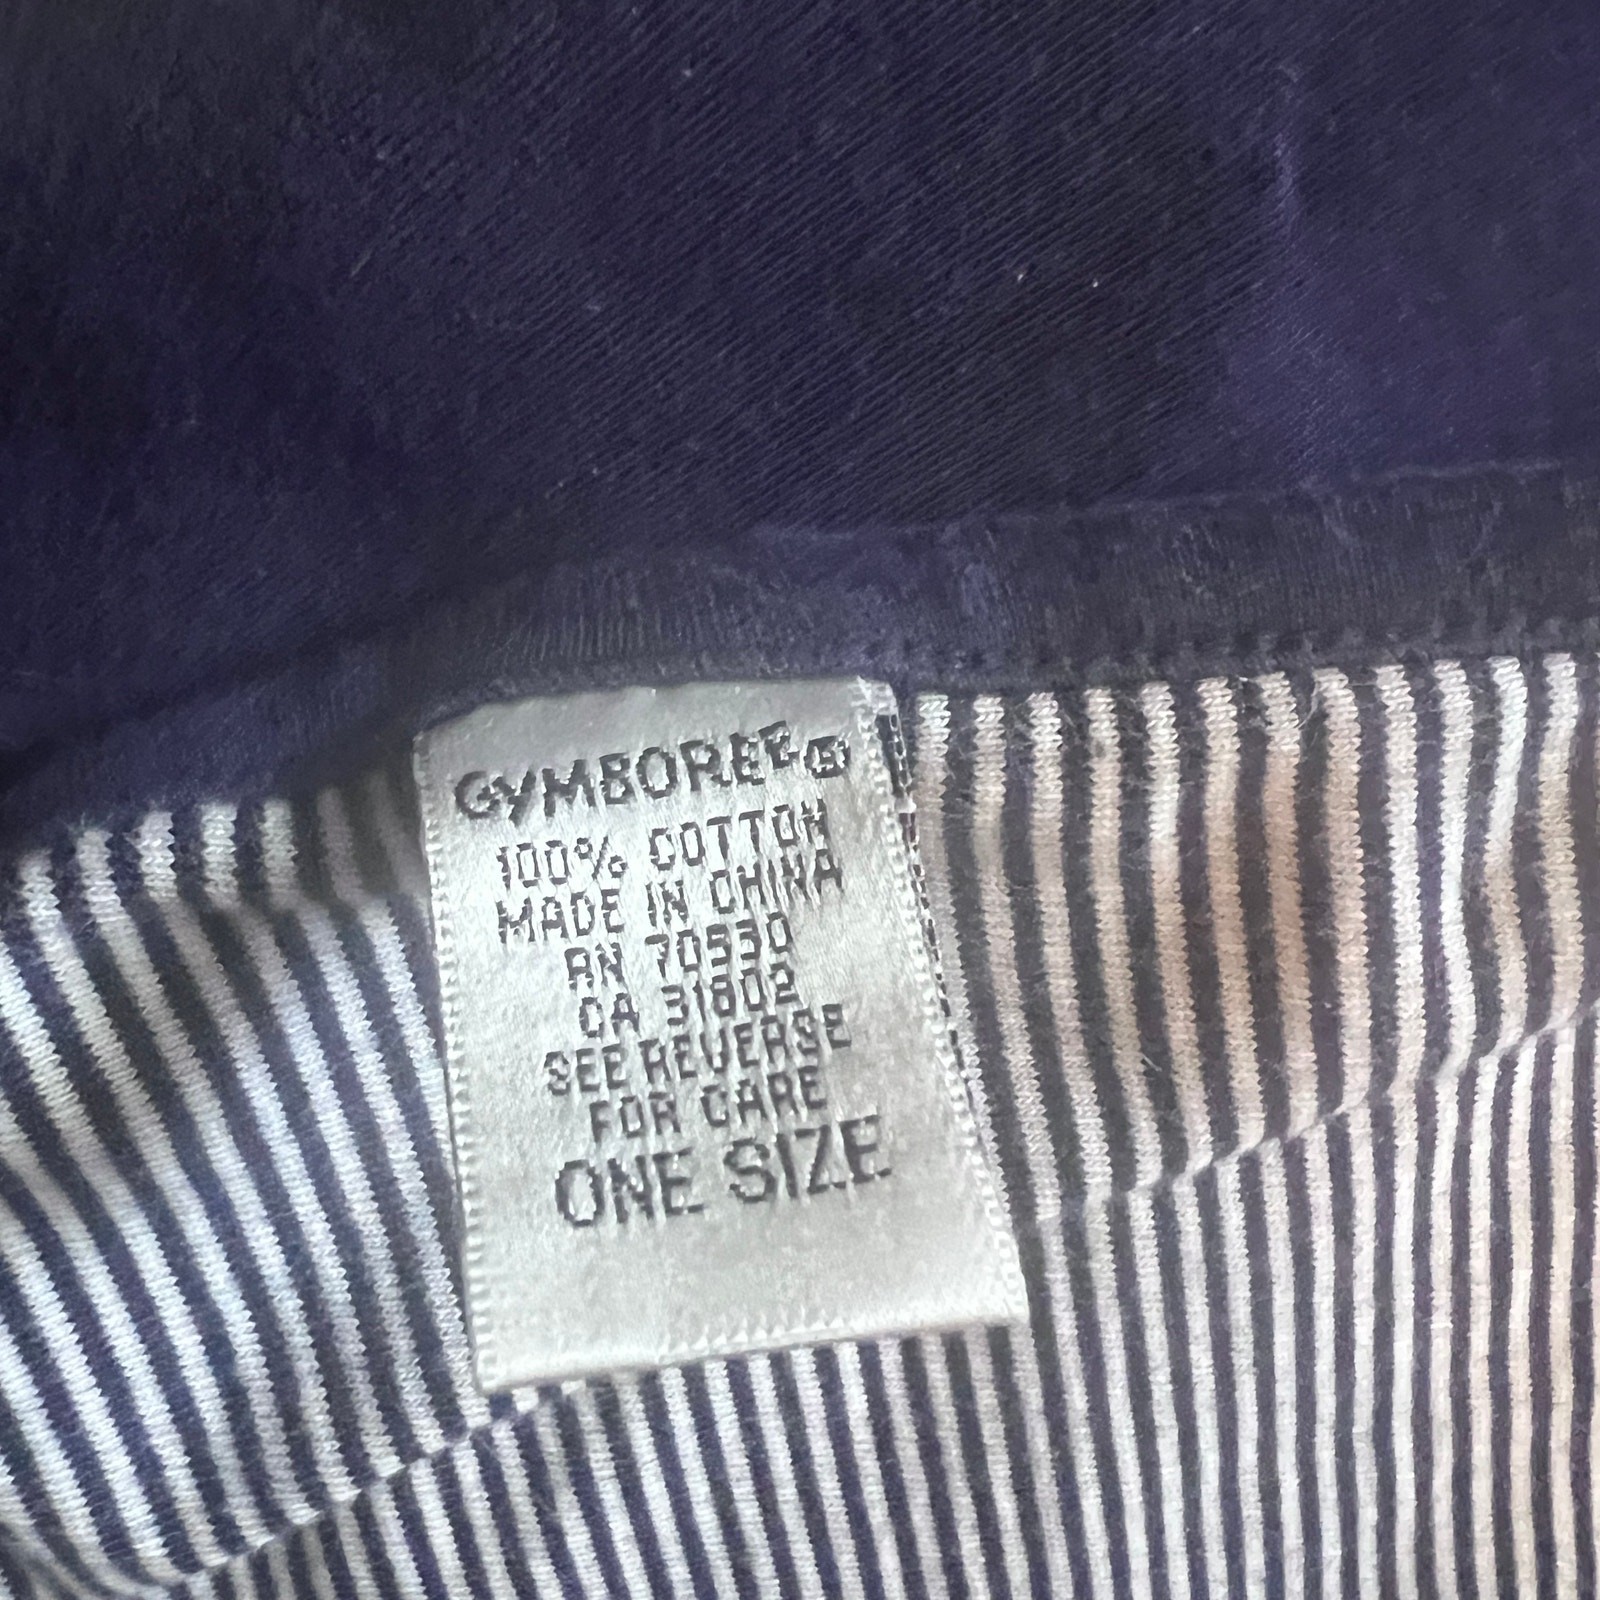 GYMBOREE®
100% COTTON
MADE IN CHINA
RN 70530
CA 31802
SEE REVERSE
FOR CARE
ONE SIZE